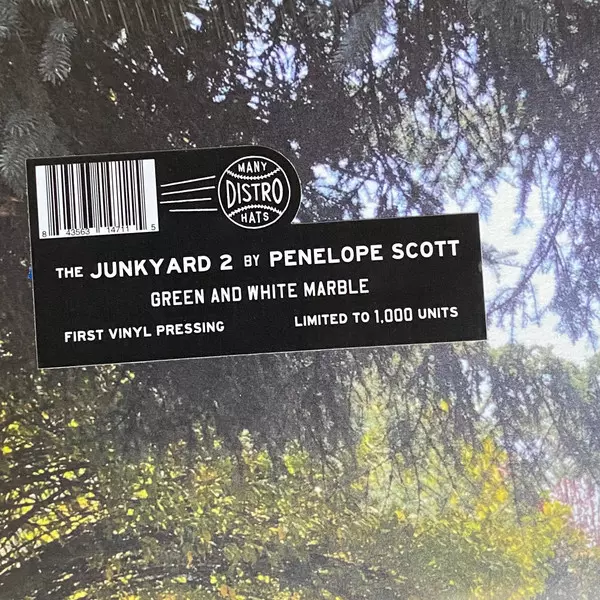 MANY
DISTRO
HATS
8 43563 14711 5
THE JUNKYARD 2 BY PENELOPE SCOTT
GREEN AND WHITE MARBLE
FIRST VINYL PRESSING
LIMITED TO 1,000 UNITS